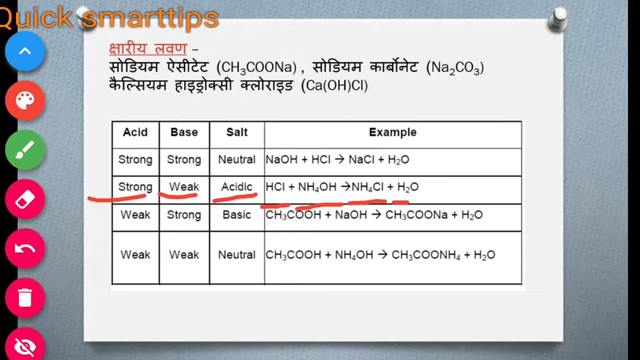 Quick smarttips
क्षारीय लवण –
सोडियम ऐसीटेट (CH₃COONa) , सोडियम कार्बोनेट (Na₂CO₃)
कैल्सियम हाइड्रोक्सी क्लोराइड (Ca(OH)Cl)
Acid Base Salt Example
Strong Strong Neutral NaOH + HCl → NaCl + H₂O
Strong Weak Acidic HCl + NH₄OH →NH₄Cl + H₂O
Weak Strong Basic CH₃COOH + NaOH → CH₃COONa + H₂O
Weak Weak Neutral CH₃COOH + NH₄OH → CH₃COONH₄ + H₂O